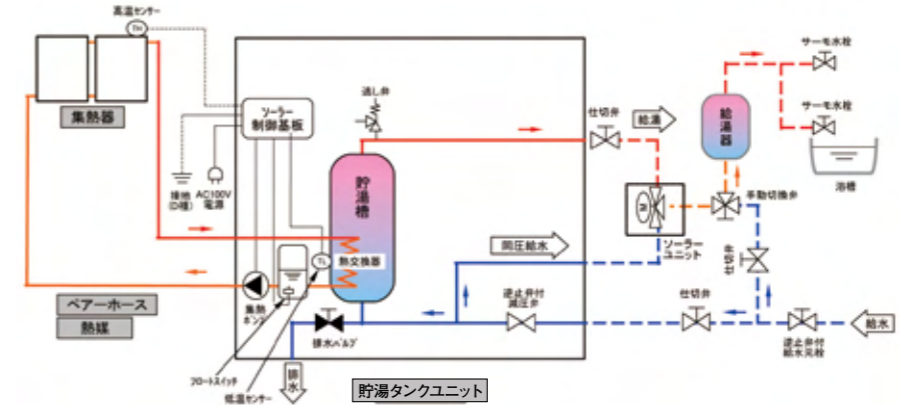 高温センサー
TH
集熱器
ソーラー
制御基板
接地
(D種)
AC100V
電源
逃し弁
貯湯槽
熱交換器
TL
集熱
ポンプ
ペアーホース
熱媒
フロートスイッチ
低温センサー
排水バルブ
排水
貯湯タンクユニット
同圧給水
逆止弁付
減圧弁
仕切弁
給湯
M
ソーラー
ユニット
給湯器
手動切換弁
サーモ水栓
サーモ水栓
浴槽
仕切弁
仕切弁
逆止弁付
給水元栓
給水